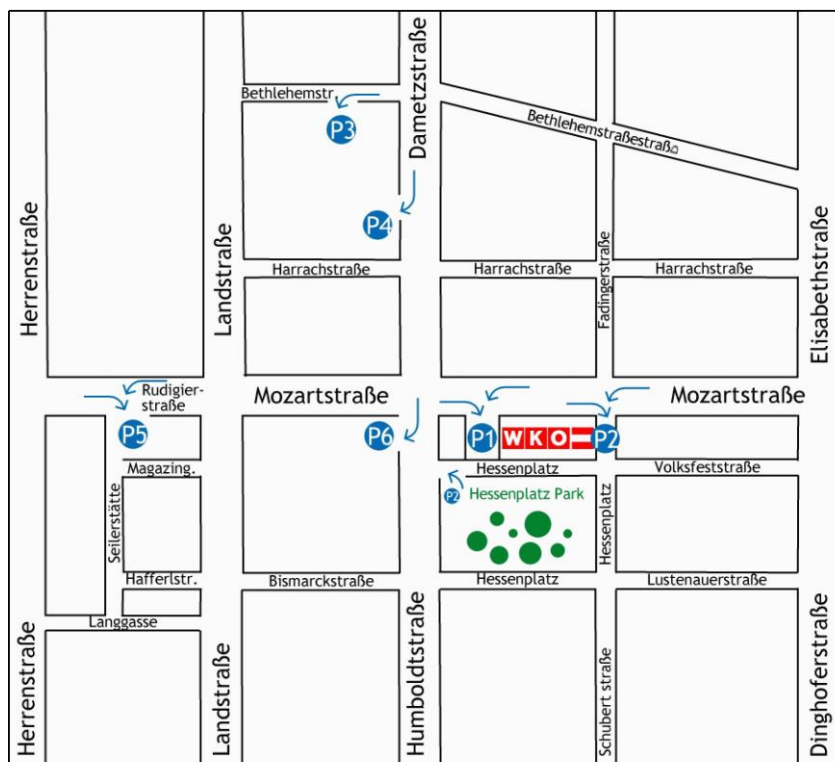 Bethlehemstr.
Dametzstraße
P3
Bethlehemstraßestraß
P4
Herrenstraße
Landstraße
Harrachstraße
Harrachstraße
Fadingerstraße
Harrachstraße
Elisabethstraße
Rudigier-
straße
Mozartstraße
Mozartstraße
P5
P6
P1
WKO
P2
Magazing.
Hessenplatz
Volksfeststraße
P2
Hessenplatz Park
Seilerstätte
Hessenplatz
Hafferlstr.
Bismarckstraße
Hessenplatz
Lustenauerstraße
Langgasse
Herrenstraße
Landstraße
Humboldtstraße
Schubert straße
Dinghoferstraße